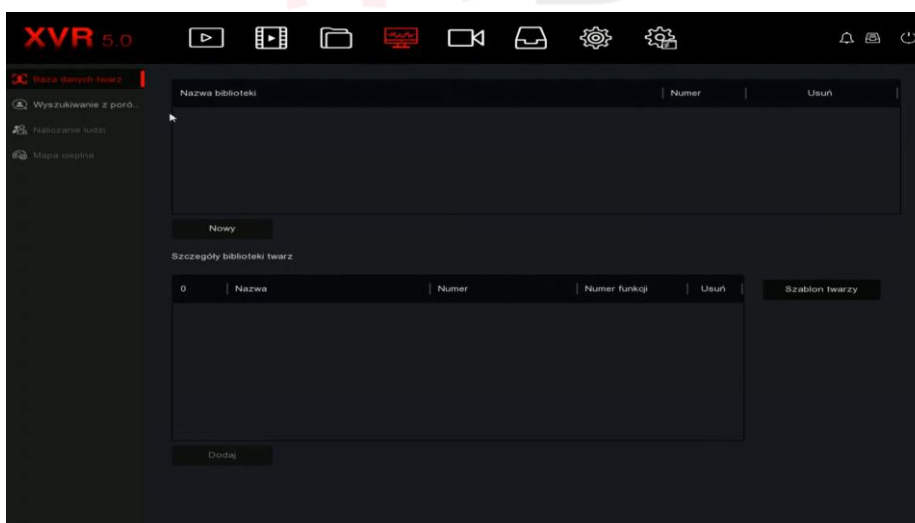 XVR 5.0
Baza danych twarz
Wyszukiwanie z poró...
Naliczanie ludzi
Mapa cieplna
Nazwa biblioteki Numer Usuń
Nowy
Szczegóły biblioteki twarz
0 Nazwa Numer Numer funkcji Usuń
Szablon twarzy
Dodaj